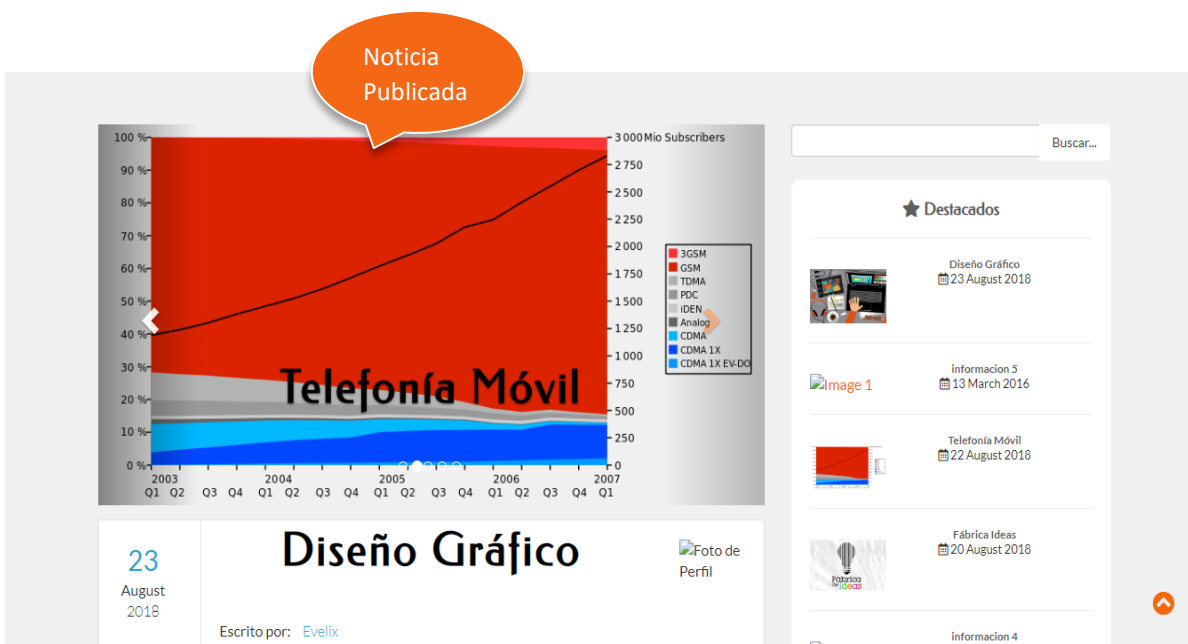 Noticia
Publicada
100 %
90 %
80 %
70 %
60 %
50 %
40 %
30 %
20 %
10 %
0 %
3 000 Mio Subscribers
2 750
2 500
2 250
2 000
1 750
1 500
1 250
1 000
750
500
250
0
3GSM
GSM
TDMA
PDC
iDEN
Analog
CDMA
CDMA 1X
CDMA 1X EV-DO
Telefonía Móvil
2003 2004 2005 2006 2007
Q1 Q2 Q3 Q4 Q1 Q2 Q3 Q4 Q1 Q2 Q3 Q4 Q1 Q2 Q3 Q4 Q1
23
August
2018
Diseño Gráfico
Foto de
Perfil
Escrito por: Evelix
Buscar...
Destacados
Diseño Gráfico
23 August 2018
informacion 5
Image 1
13 March 2016
Telefonía Móvil
22 August 2018
Fábrica Ideas
20 August 2018
Fabrica
de Ideas
informacion 4